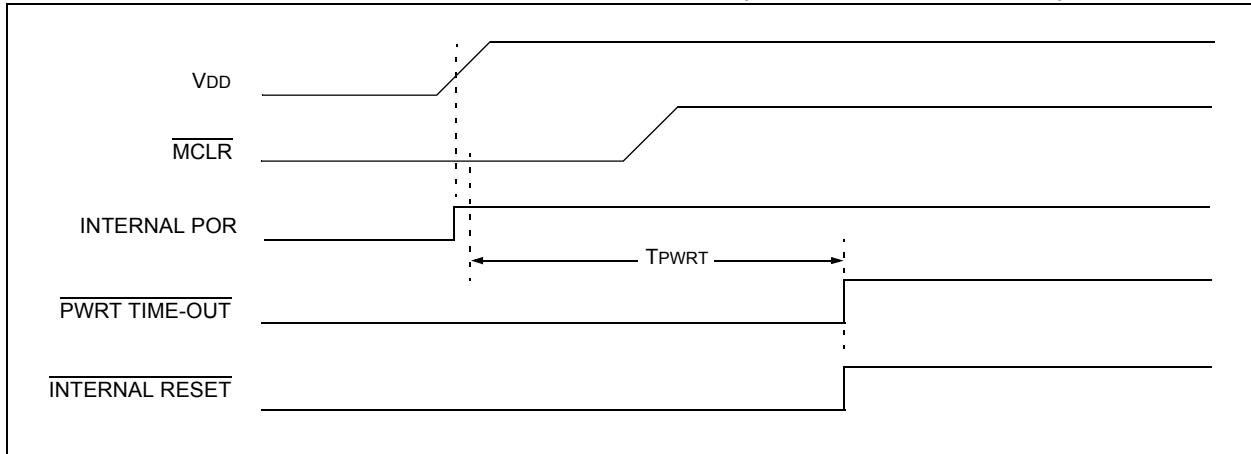 VDD
MCLR
INTERNAL POR
TPWRT
PWRT TIME-OUT
INTERNAL RESET